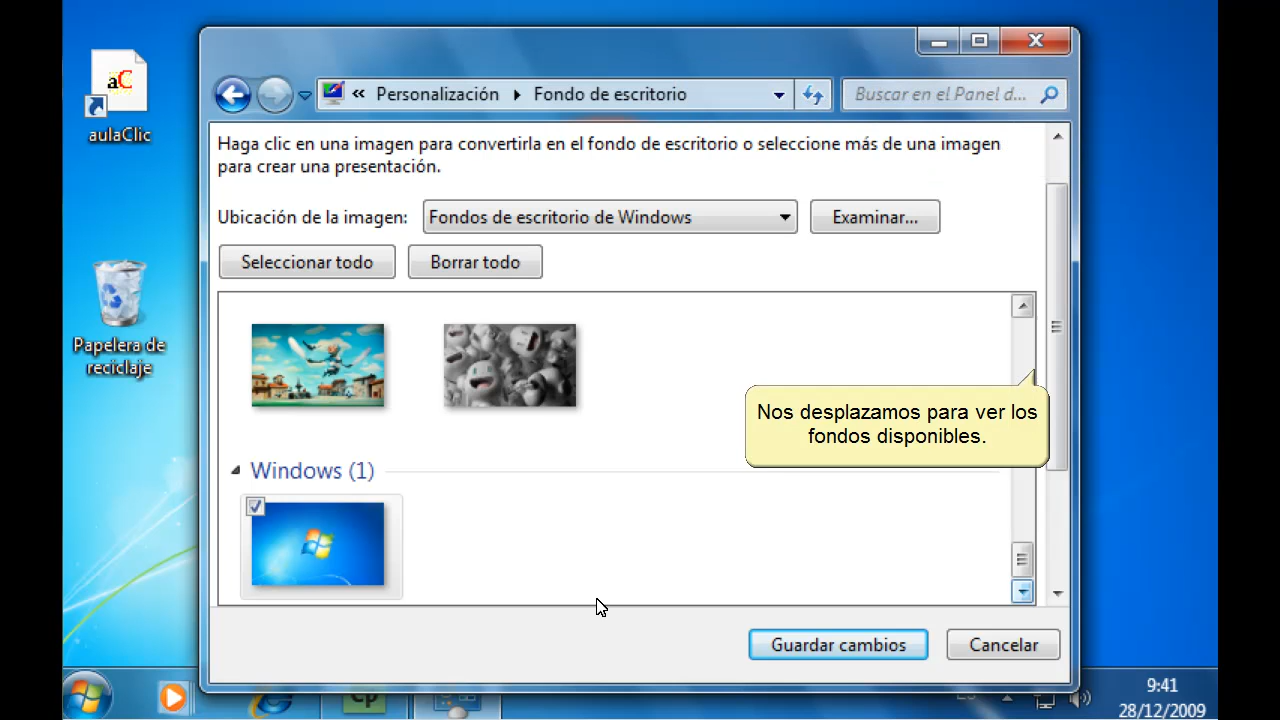 aC
aulaClic
Papelera de
reciclaje
« Personalización Fondo de escritorio
Buscar en el Panel d...
Haga clic en una imagen para convertirla en el fondo de escritorio o seleccione más de una imagen
para crear una presentación.
Ubicación de la imagen: Fondos de escritorio de Windows Examinar...
Seleccionar todo Borrar todo
Nos desplazamos para ver los
fondos disponibles.
Windows (1)
Guardar cambios Cancelar
9:41
28/12/2009